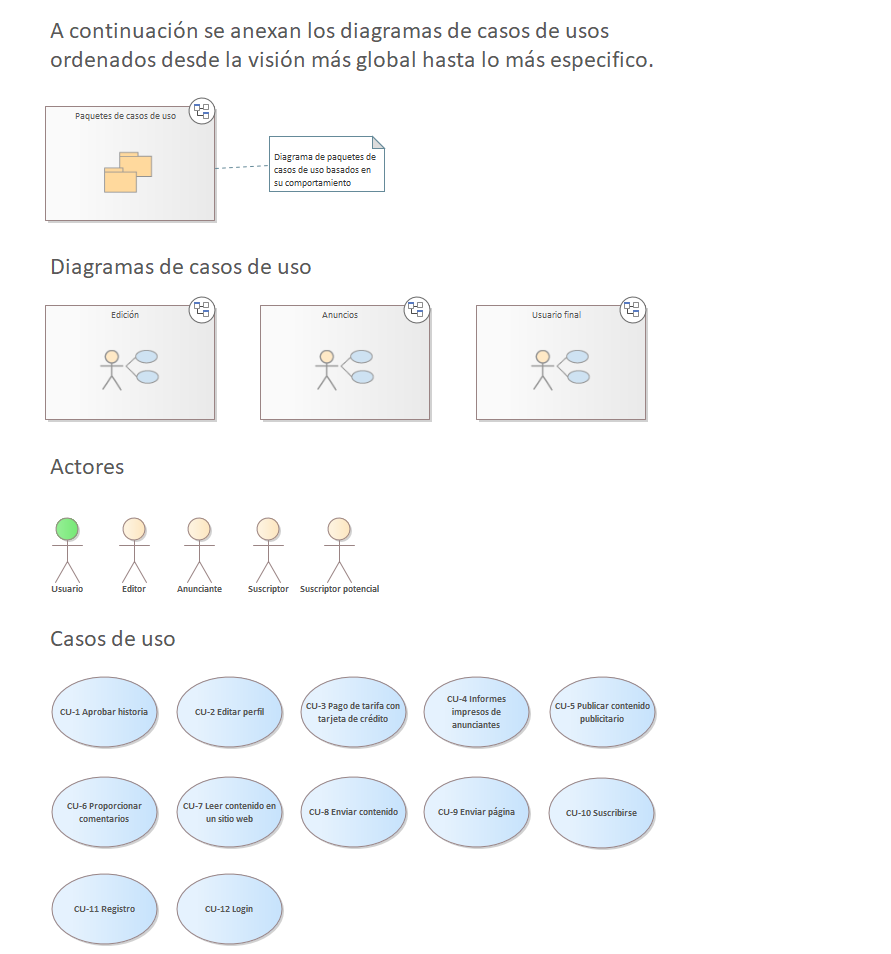 A continuación se anexan los diagramas de casos de usos
ordenados desde la visión más global hasta lo más especifico.
Paquetes de casos de uso
Diagrama de paquetes de
casos de uso basados en
su comportamiento
Diagramas de casos de uso
Edición
Anuncios
Usuario final
Actores
Usuario
Editor
Anunciante
Suscriptor
Suscriptor potencial
Casos de uso
CU-1 Aprobar historia
CU-2 Editar perfil
CU-3 Pago de tarifa con
tarjeta de crédito
CU-4 Informes
impresos de
anunciantes
CU-5 Publicar contenido
publicitario
CU-6 Proporcionar
comentarios
CU-7 Leer contenido en
un sitio web
CU-8 Enviar contenido
CU-9 Enviar página
CU-10 Suscribirse
CU-11 Registro
CU-12 Login